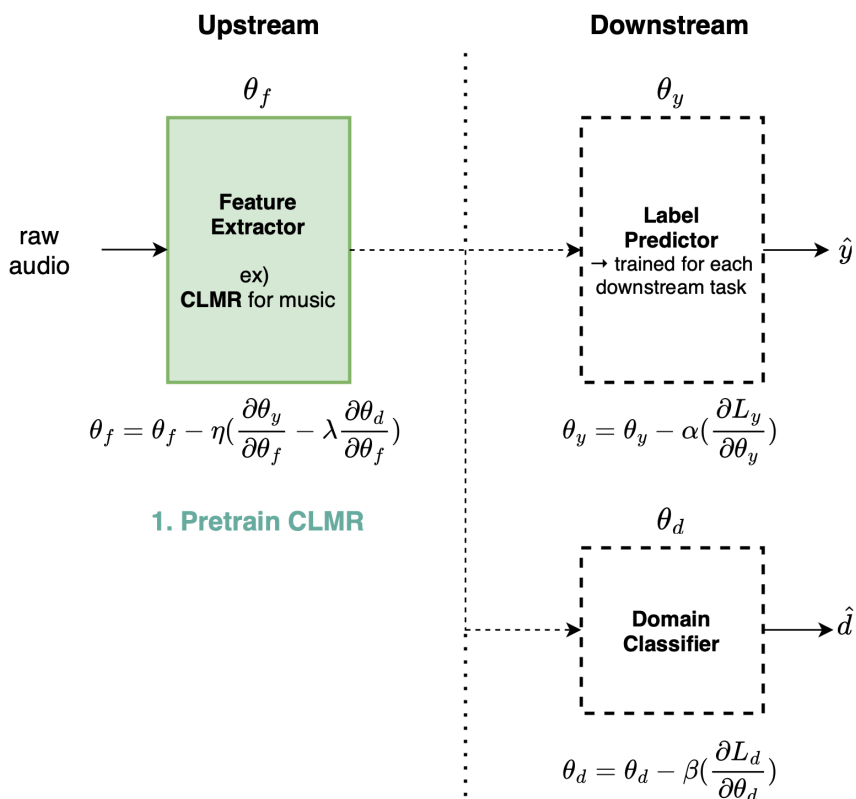 Upstream
Downstream
θ_f
θ_y
raw
audio
Feature
Extractor
ex)
CLMR for music
Label
Predictor
→ trained for each
downstream task
ŷ
θ_f = θ_f − η(∂θ_y/∂θ_f − λ ∂θ_d/∂θ_f)
θ_y = θ_y − α(∂L_y/∂θ_y)
1. Pretrain CLMR
θ_d
Domain
Classifier
d̂
θ_d = θ_d − β(∂L_d/∂θ_d)